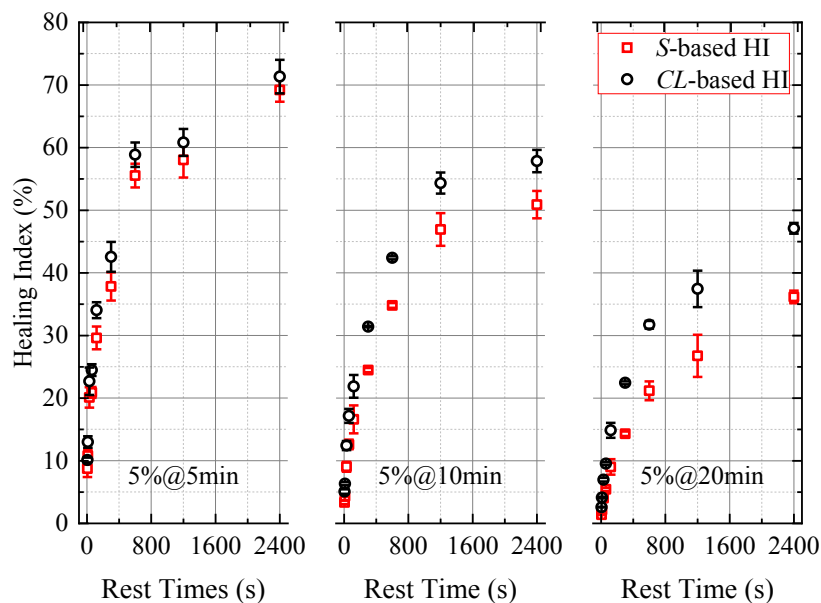 Healing Index (%)
80
70
60
50
40
30
20
10
0
S-based HI
CL-based HI
5%@5min
5%@10min
5%@20min
0 800 1600 2400
0 800 1600 2400
0 800 1600 2400
Rest Times (s)
Rest Time (s)
Rest Time (s)